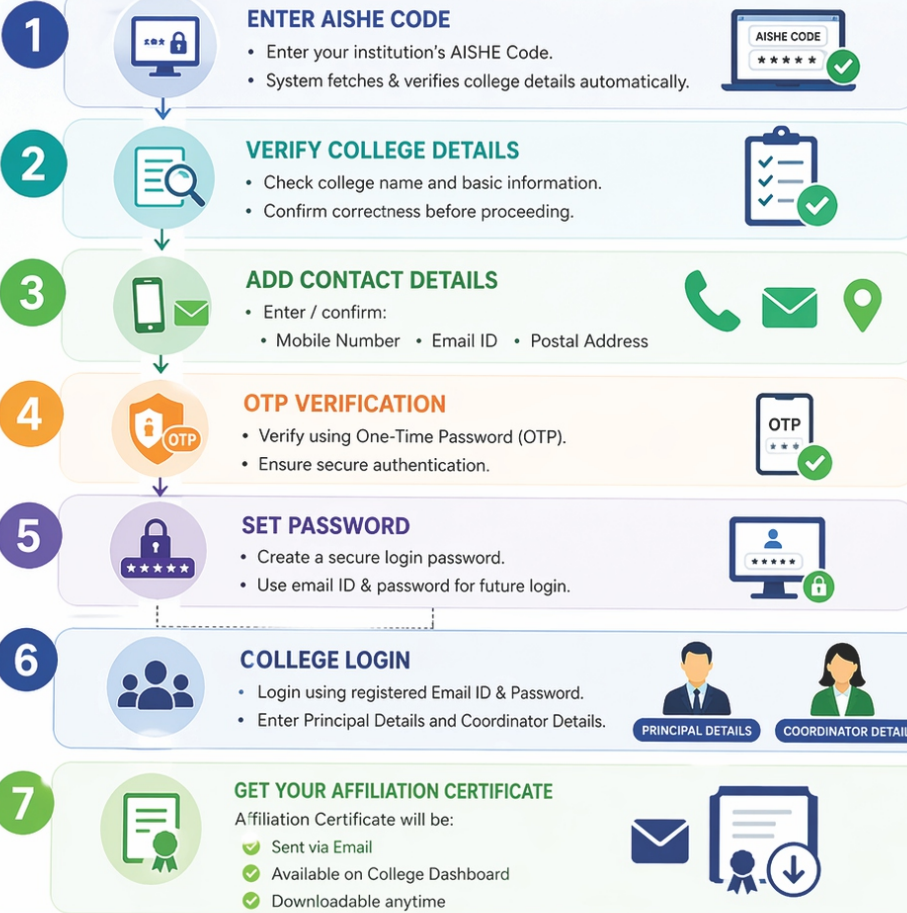 1
ENTER AISHE CODE
• Enter your institution's AISHE Code.
• System fetches & verifies college details automatically.
AISHE CODE
*****
2
VERIFY COLLEGE DETAILS
• Check college name and basic information.
• Confirm correctness before proceeding.
3
ADD CONTACT DETAILS
• Enter / confirm:
• Mobile Number • Email ID • Postal Address
4
OTP
OTP VERIFICATION
• Verify using One-Time Password (OTP).
• Ensure secure authentication.
OTP
***
5
*****
SET PASSWORD
• Create a secure login password.
• Use email ID & password for future login.
*****
6
COLLEGE LOGIN
• Login using registered Email ID & Password.
• Enter Principal Details and Coordinator Details.
PRINCIPAL DETAILS
COORDINATOR DETAIL
7
GET YOUR AFFILIATION CERTIFICATE
Affiliation Certificate will be:
Sent via Email
Available on College Dashboard
Downloadable anytime